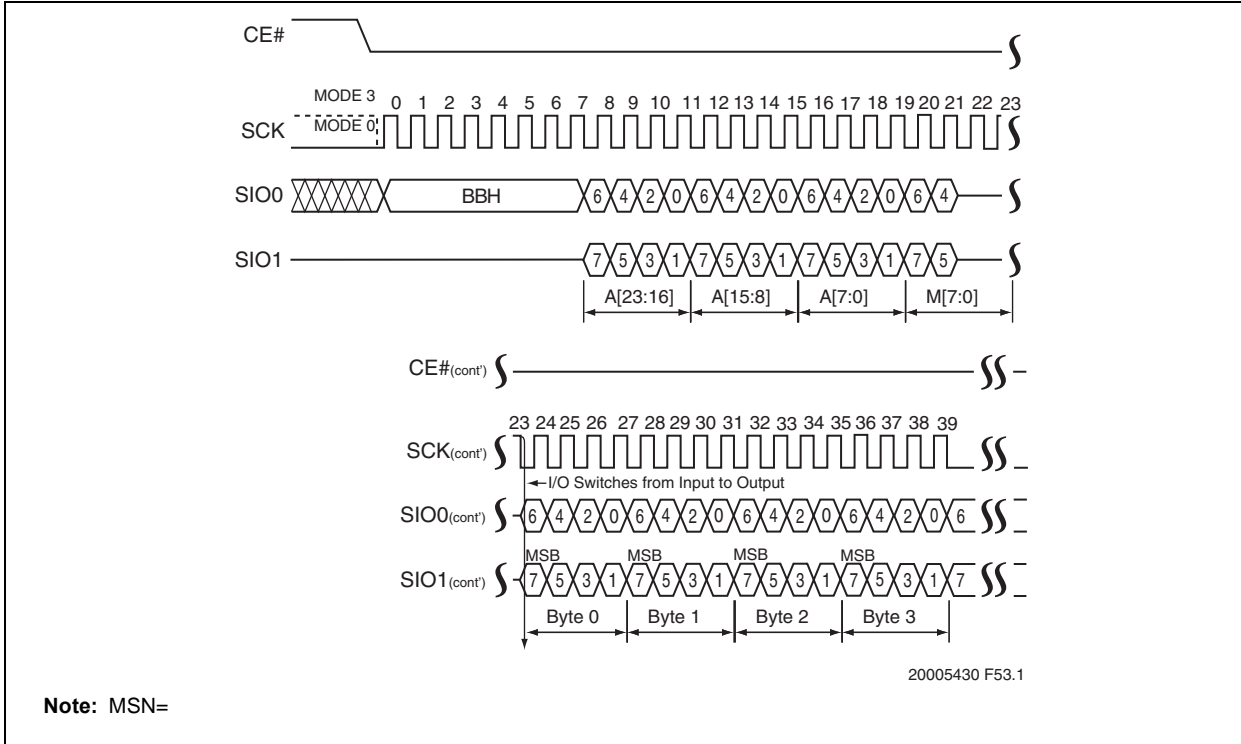 CE#
MODE 3
0 1 2 3 4 5 6 7 8 9 10 11 12 13 14 15 16 17 18 19 20 21 22 23
SCK
MODE 0
SIO0
BBH
6 4 2 0 6 4 2 0 6 4 2 0 6 4
SIO1
7 5 3 1 7 5 3 1 7 5 3 1 7 5
A[23:16] A[15:8] A[7:0] M[7:0]
CE#(cont')
23 24 25 26 27 28 29 30 31 32 33 34 35 36 37 38 39
SCK(cont')
I/O Switches from Input to Output
SIO0(cont')
6 4 2 0 6 4 2 0 6 4 2 0 6 4 2 0 6
MSB MSB MSB MSB
SIO1(cont')
7 5 3 1 7 5 3 1 7 5 3 1 7 5 3 1 7
Byte 0 Byte 1 Byte 2 Byte 3
20005430 F53.1
Note: MSN=